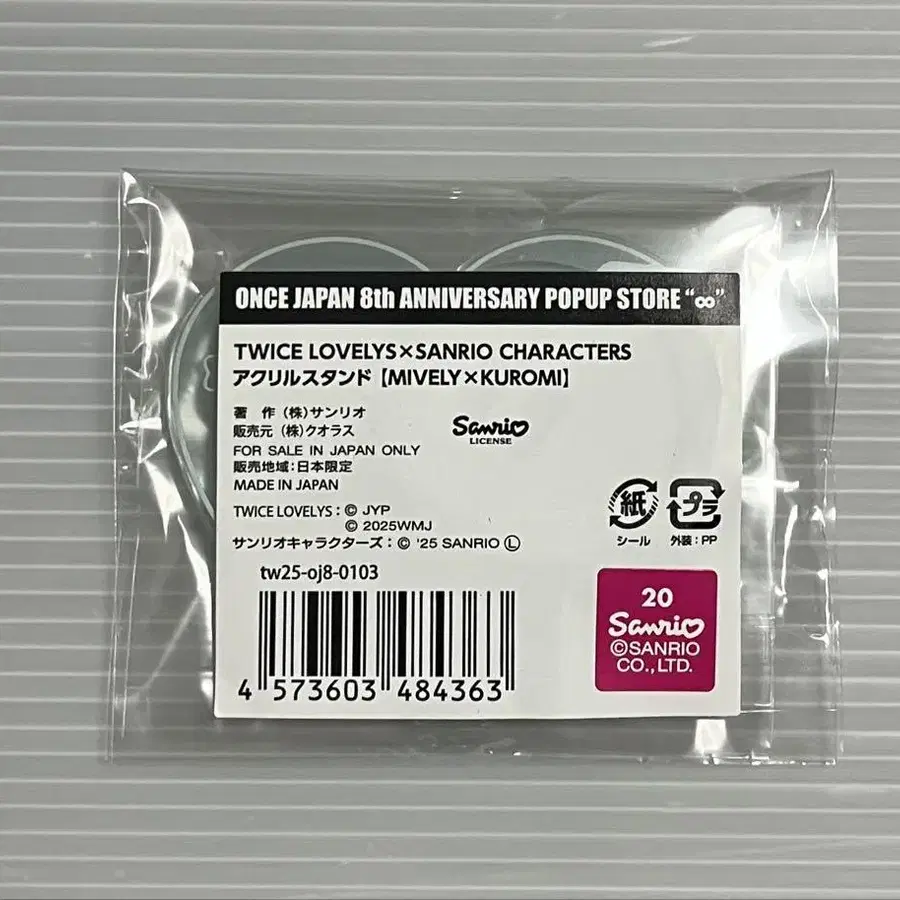 ONCE JAPAN 8th ANNIVERSARY POPUP STORE “∞”
TWICE LOVELYS×SANRIO CHARACTERS
アクリルスタンド【MIVELY×KUROMI】
著 作 (株)サンリオ
販売元 (株)クオラス
FOR SALE IN JAPAN ONLY
販売地域:日本限定
MADE IN JAPAN
Sanrio
LICENSE
TWICE LOVELYS : © JYP
© 2025WMJ
サンリオキャラクターズ : © '25 SANRIO Ⓛ
紙
シール
プラ
外装 : PP
tw25-oj8-0103
4 573603 484363
20
Sanrio
©SANRIO
CO., LTD.